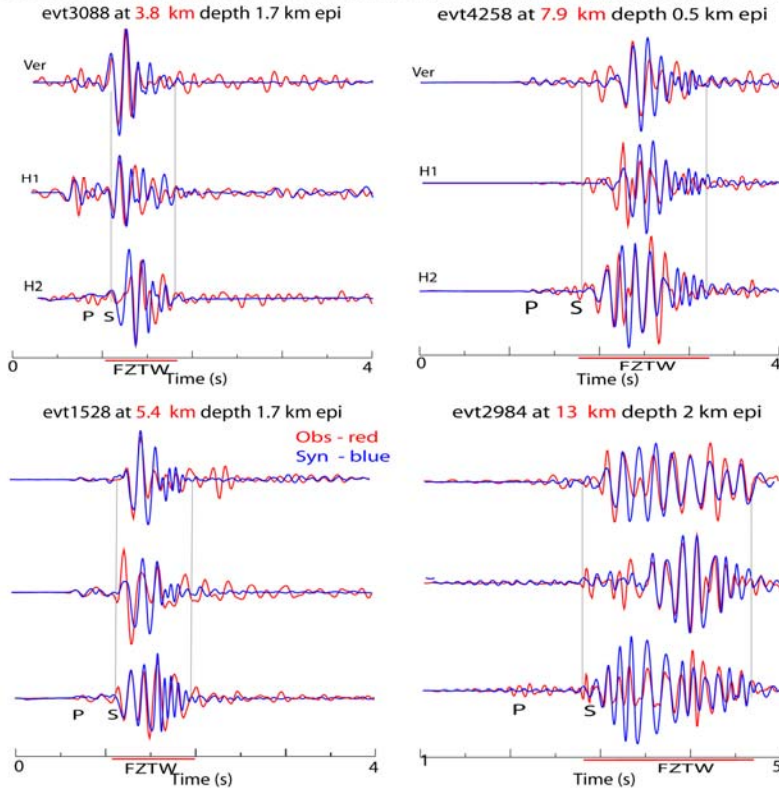 evt3088 at 3.8 km depth 1.7 km epi
Ver
H1
H2
P S
0 4
FZTW
Time (s)
evt4258 at 7.9 km depth 0.5 km epi
Ver
H1
H2
P S
0 4
FZTW
Time (s)
evt1528 at 5.4 km depth 1.7 km epi
Obs - red
Syn - blue
P S
0 4
FZTW
Time (s)
evt2984 at 13 km depth 2 km epi
P S
1 5
FZTW
Time (s)